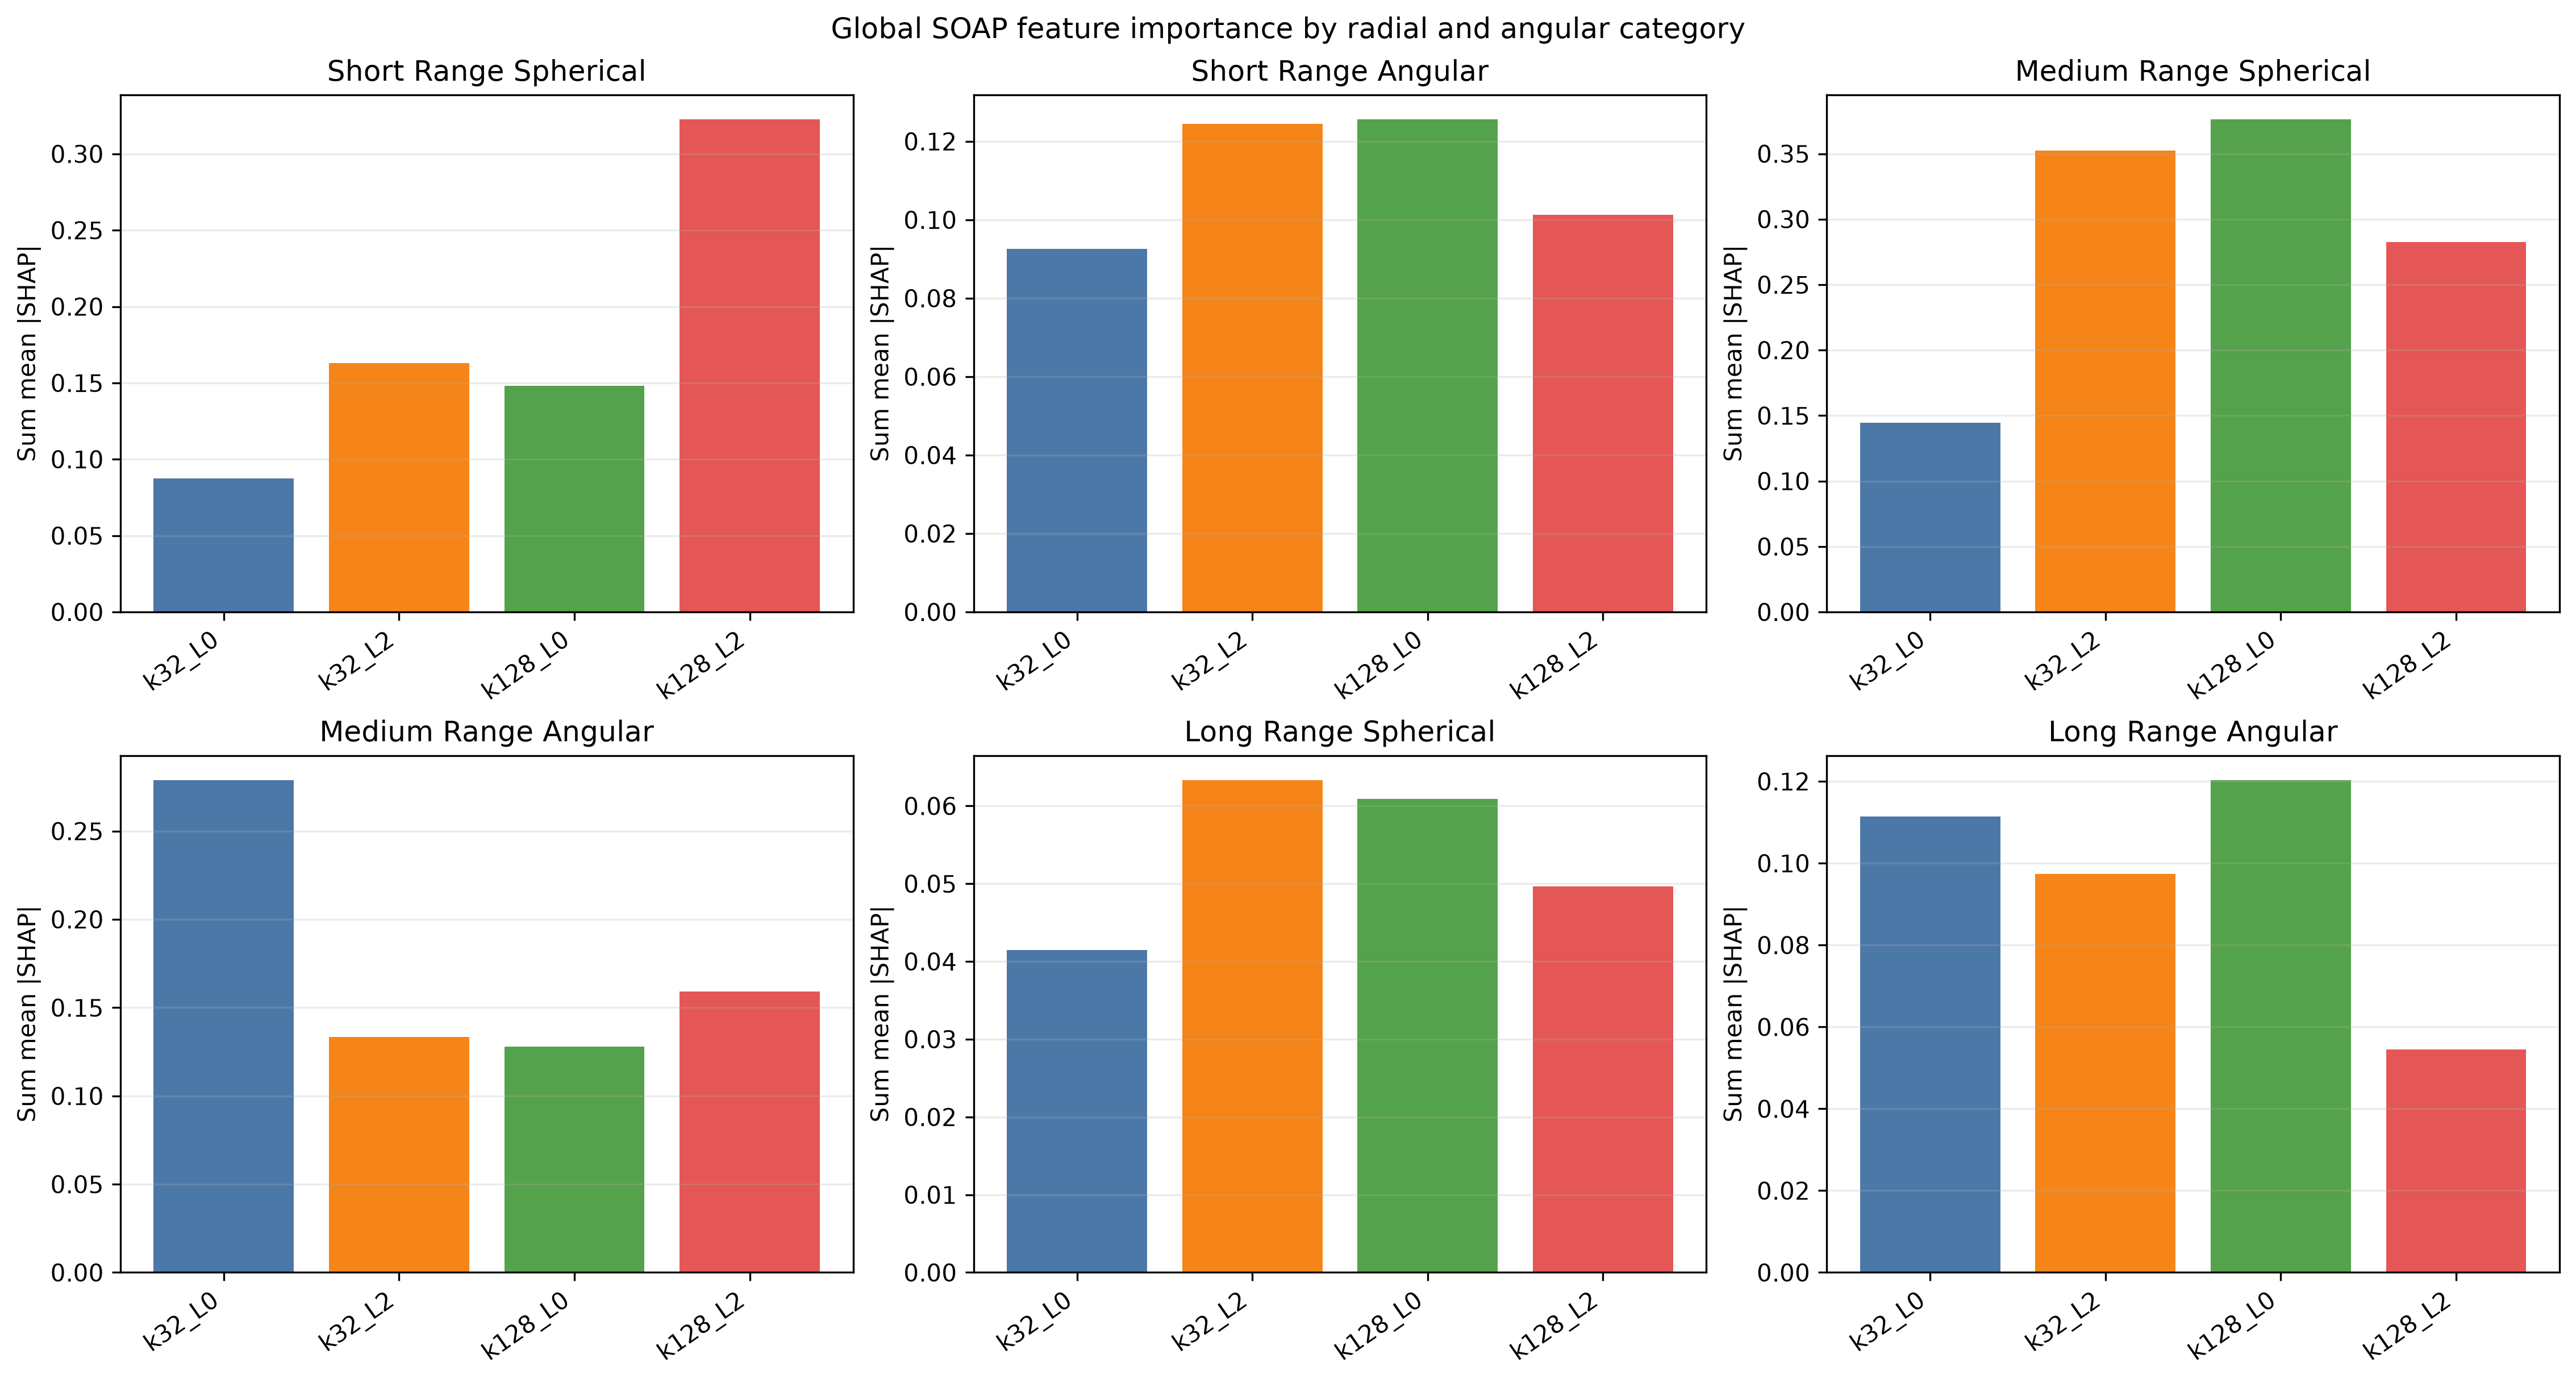 Global SOAP feature importance by radial and angular category
Short Range Spherical
Sum mean |SHAP|
0.30
0.25
0.20
0.15
0.10
0.05
0.00
k32_L0
k32_L2
k128_L0
k128_L2
Short Range Angular
Sum mean |SHAP|
0.12
0.10
0.08
0.06
0.04
0.02
0.00
k32_L0
k32_L2
k128_L0
k128_L2
Medium Range Spherical
Sum mean |SHAP|
0.35
0.30
0.25
0.20
0.15
0.10
0.05
0.00
k32_L0
k32_L2
k128_L0
k128_L2
Medium Range Angular
Sum mean |SHAP|
0.25
0.20
0.15
0.10
0.05
0.00
k32_L0
k32_L2
k128_L0
k128_L2
Long Range Spherical
Sum mean |SHAP|
0.06
0.05
0.04
0.03
0.02
0.01
0.00
k32_L0
k32_L2
k128_L0
k128_L2
Long Range Angular
Sum mean |SHAP|
0.12
0.10
0.08
0.06
0.04
0.02
0.00
k32_L0
k32_L2
k128_L0
k128_L2